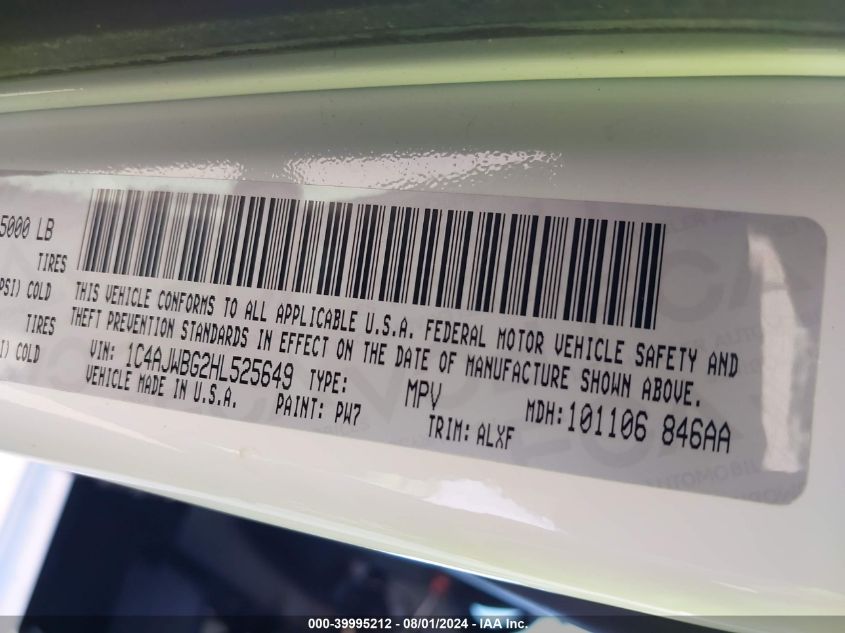 5000 LB
TIRES
PSI) COLD
TIRES
I) COLD
THIS VEHICLE CONFORMS TO ALL APPLICABLE U.S.A. FEDERAL MOTOR VEHICLE SAFETY AND
THEFT PREVENTION STANDARDS IN EFFECT ON THE DATE OF MANUFACTURE SHOWN ABOVE.
VIN: 1C4AJWBG2HL525649 TYPE: MPV MDH:101106 846AA
VEHICLE MADE IN U.S.A. PAINT: PW7 TRIM: ALXF
000-39995212 - 08/01/2024 - IAA Inc.